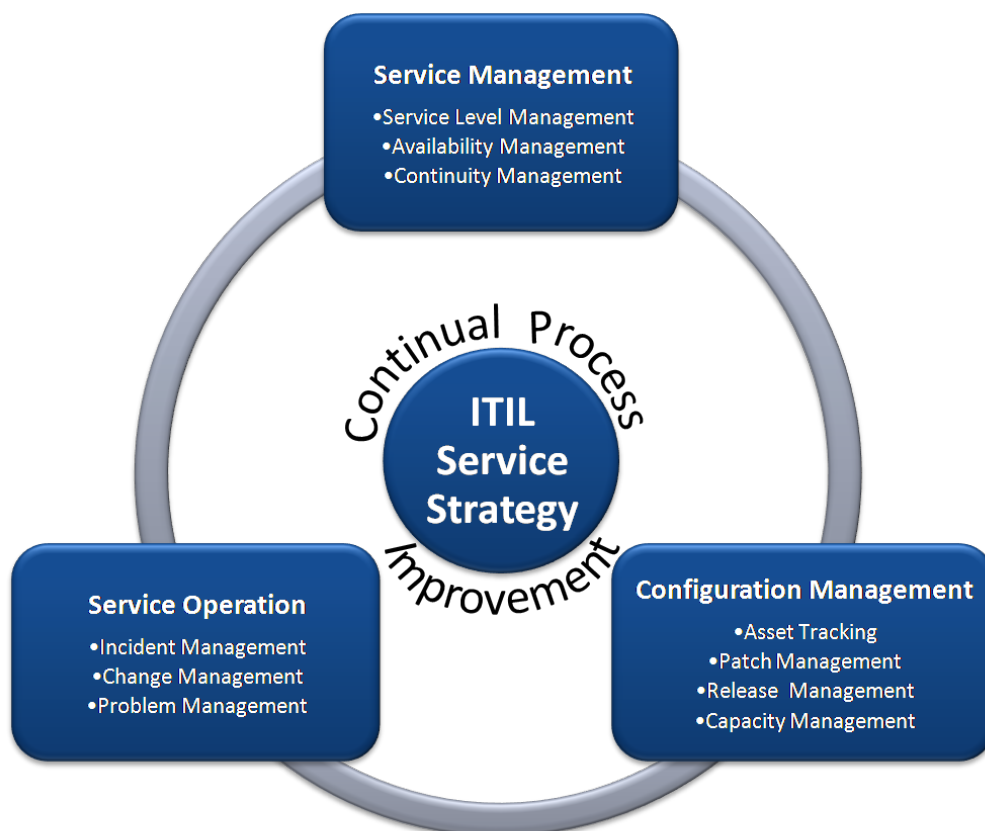 Service Management
•Service Level Management
•Availability Management
•Continuity Management
Continual Process
ITIL
Service
Strategy
Improvement
Service Operation
•Incident Management
•Change Management
•Problem Management
Configuration Management
•Asset Tracking
•Patch Management
•Release Management
•Capacity Management